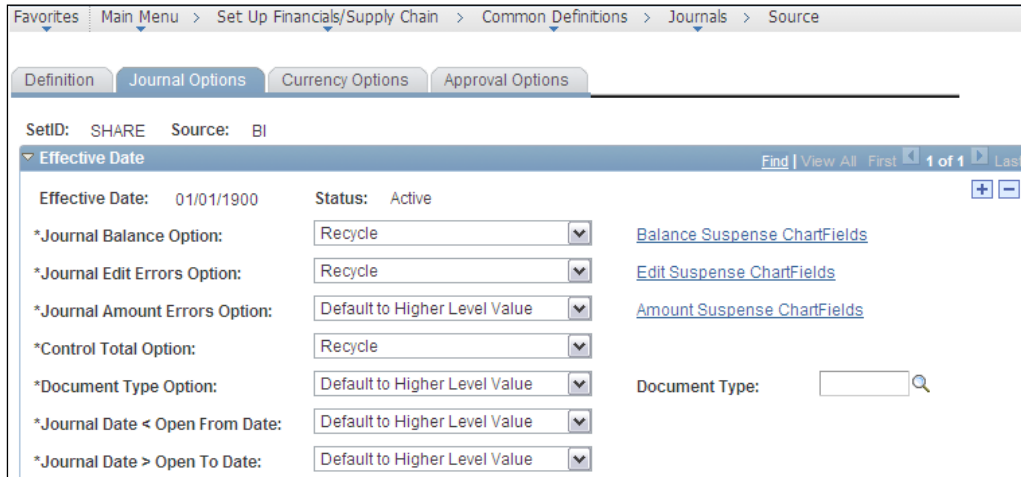 Favorites Main Menu > Set Up Financials/Supply Chain > Common Definitions > Journals > Source
Definition Journal Options Currency Options Approval Options
SetID: SHARE Source: BI
Effective Date Find | View All First 1 of 1 Last
Effective Date: 01/01/1900 Status: Active
*Journal Balance Option: Recycle Balance Suspense ChartFields
*Journal Edit Errors Option: Recycle Edit Suspense ChartFields
*Journal Amount Errors Option: Default to Higher Level Value Amount Suspense ChartFields
*Control Total Option: Recycle
*Document Type Option: Default to Higher Level Value Document Type:
*Journal Date < Open From Date: Default to Higher Level Value
*Journal Date > Open To Date: Default to Higher Level Value